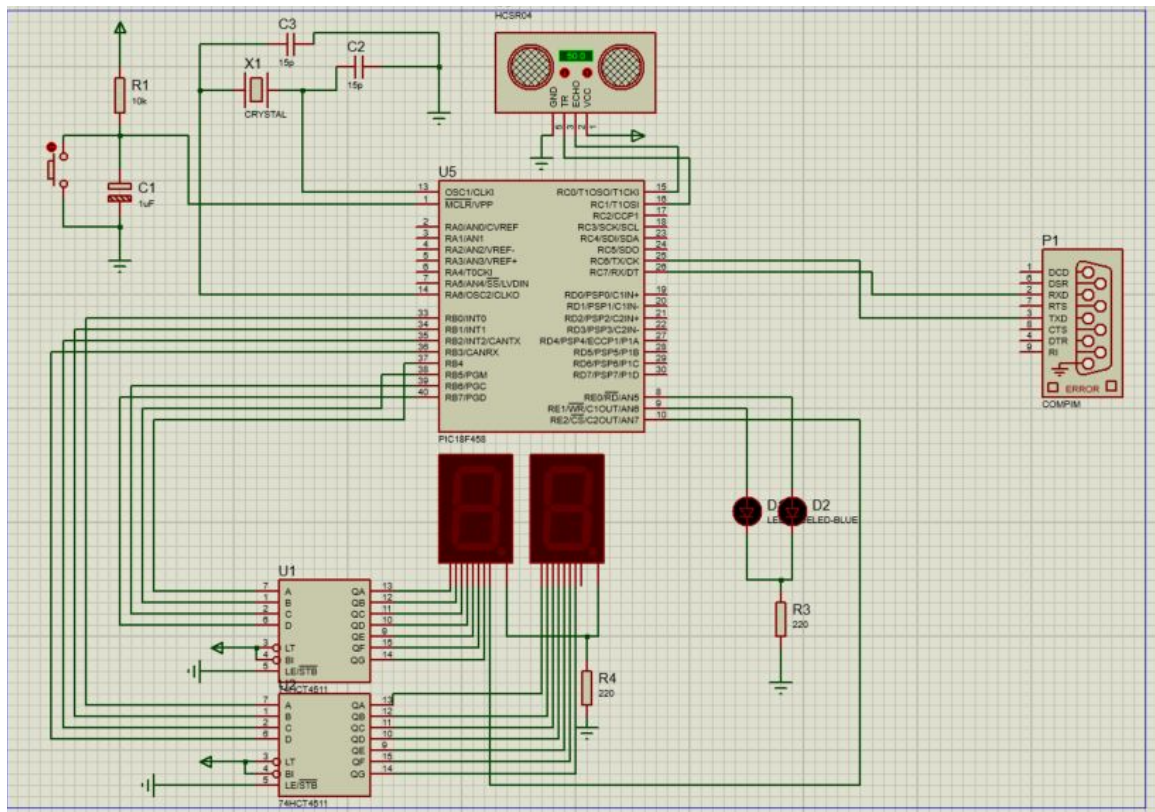 HCSR04
50.0
GND
TR
ECHO
VCC
5
3
2
1
C3
15p
C2
15p
X1
CRYSTAL
R1
10k
C1
1uF
U5
13 OSC1/CLKI RC0/T1OSO/T1CKI 15
1 MCLR/VPP RC1/T1OSI 16
RC2/CCP1 17
2 RA0/AN0/CVREF RC3/SCK/SCL 18
3 RA1/AN1 RC4/SDI/SDA 23
4 RA2/AN2/VREF- RC5/SDO 24
5 RA3/AN3/VREF+ RC6/TX/CK 25
6 RA4/T0CKI RC7/RX/DT 26
7 RA5/AN4/SS/LVDIN
14 RA6/OSC2/CLKO RD0/PSP0/C1IN+ 19
RD1/PSP1/C1IN- 20
33 RB0/INT0 RD2/PSP2/C2IN+ 21
34 RB1/INT1 RD3/PSP3/C2IN- 22
35 RB2/INT2/CANTX RD4/PSP4/ECCP1/P1A 27
36 RB3/CANRX RD5/PSP5/P1B 28
37 RB4 RD6/PSP6/P1C 29
38 RB5/PGM RD7/PSP7/P1D 30
39 RB6/PGC
40 RB7/PGD RE0/RD/AN5 8
RE1/WR/C1OUT/AN6 9
RE2/CS/C2OUT/AN7 10
PIC18F458
P1
1 DCD
6 DSR
2 RXD
7 RTS
3 TXD
8 CTS
4 DTR
9 RI
ERROR
COMPIM
D2
LED-BLUE
R3
220
R4
220
U1
7 A QA 13
1 B QB 12
2 C QC 11
6 D QD 10
QE 9
3 LT QF 15
4 BI QG 14
5 LE/STB
74HCT4511
U2
7 A QA 13
1 B QB 12
2 C QC 11
6 D QD 10
QE 9
3 LT QF 15
4 BI QG 14
5 LE/STB
74HCT4511